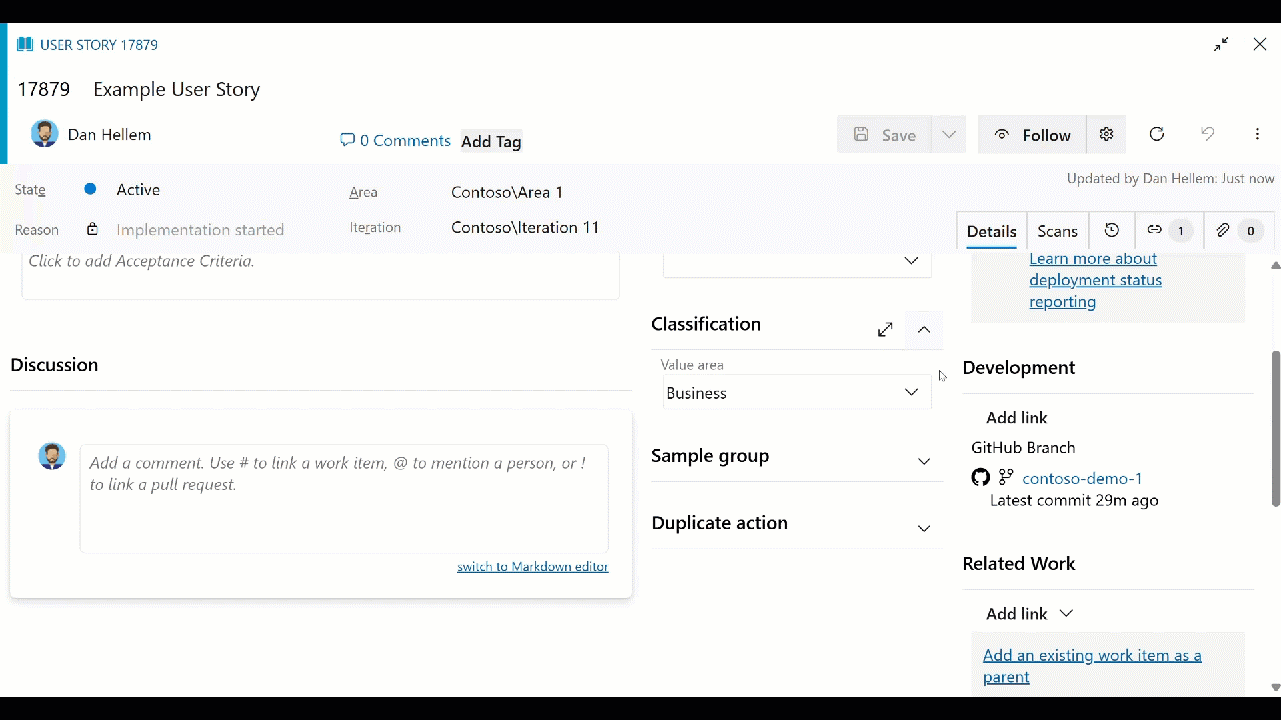 USER STORY 17879
17879 Example User Story
Dan Hellem
0 Comments
Add Tag
Save
Follow
State
Active
Reason
Implementation started
Area
Contoso\Area 1
Iteration
Contoso\Iteration 11
Updated by Dan Hellem: Just now
Details
Scans
1
0
Click to add Acceptance Criteria.
Discussion
Add a comment. Use # to link a work item, @ to mention a person, or !
to link a pull request.
switch to Markdown editor
Classification
Value area
Business
Sample group
Duplicate action
Learn more about
deployment status
reporting
Development
Add link
GitHub Branch
contoso-demo-1
Latest commit 29m ago
Related Work
Add link
Add an existing work item as a
parent